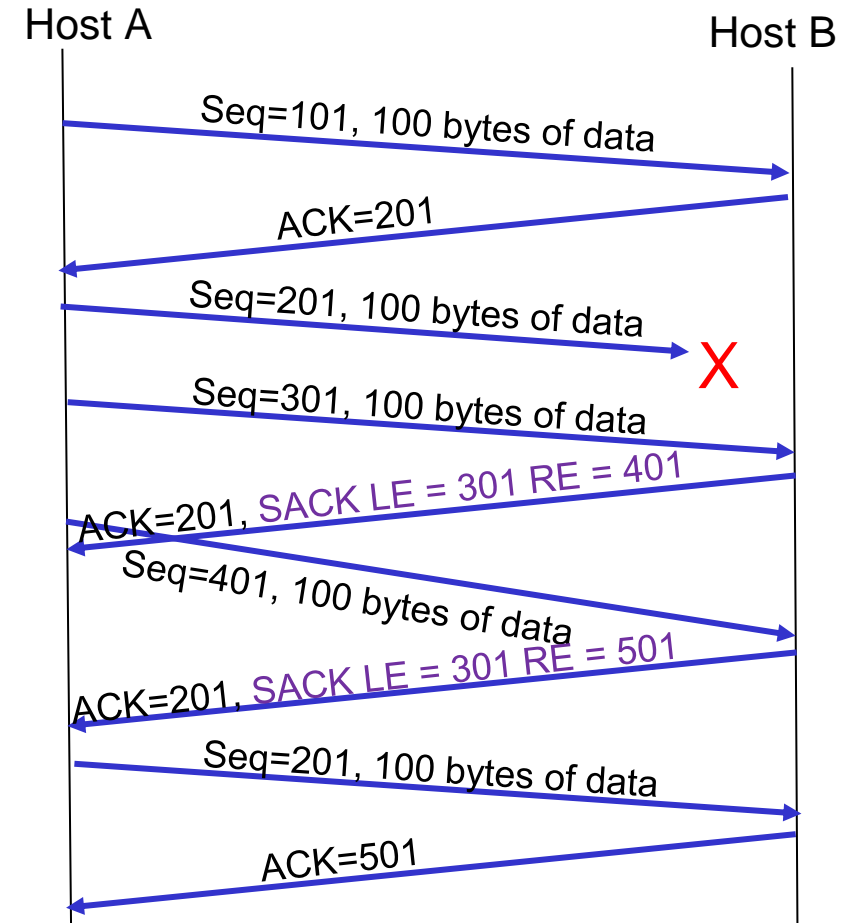 Host A
Host B
Seq=101, 100 bytes of data
ACK=201
Seq=201, 100 bytes of data
X
Seq=301, 100 bytes of data
ACK=201, SACK LE = 301 RE = 401
Seq=401, 100 bytes of data
ACK=201, SACK LE = 301 RE = 501
Seq=201, 100 bytes of data
ACK=501